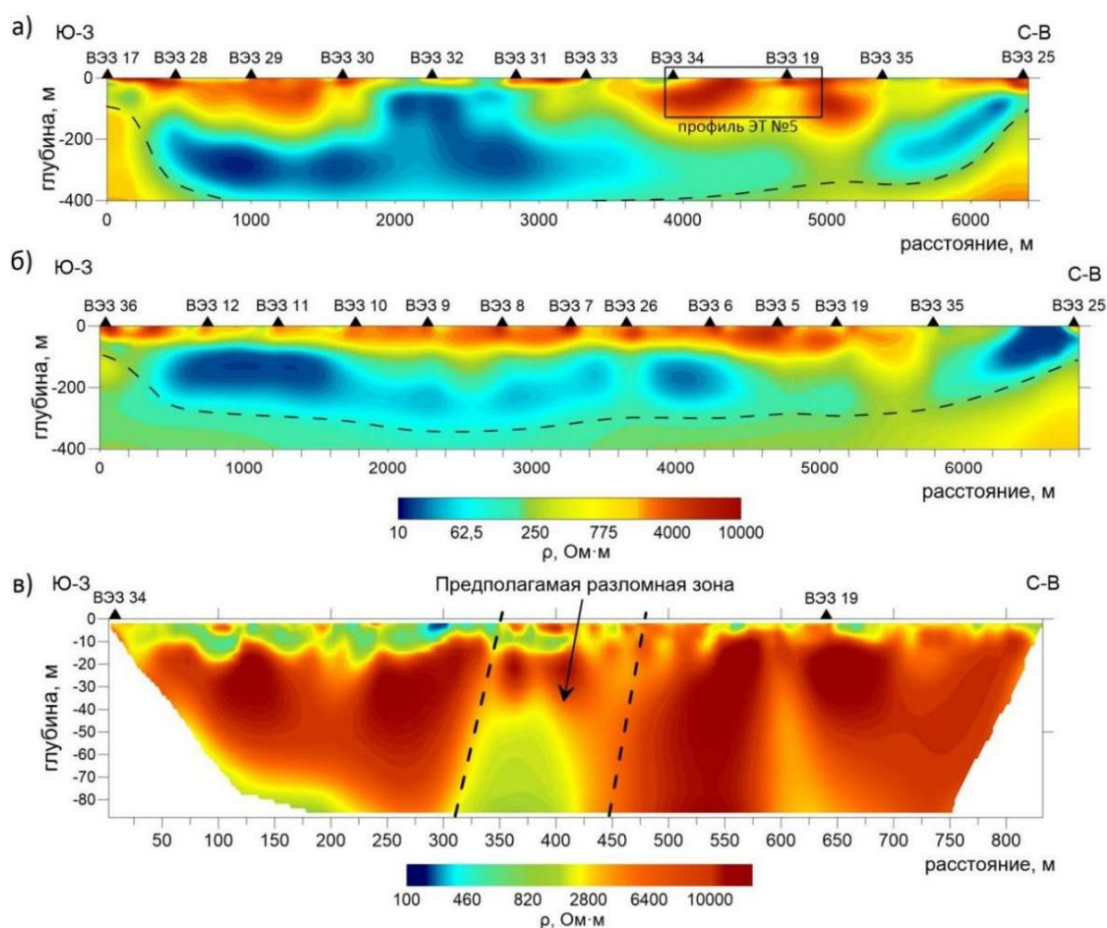 а)
Ю-З
С-В
ВЭЗ 17 ВЭЗ 28 ВЭЗ 29 ВЭЗ 30 ВЭЗ 32 ВЭЗ 31 ВЭЗ 33 ВЭЗ 34 ВЭЗ 19 ВЭЗ 35 ВЭЗ 25
0
-200
-400
глубина, м
профиль ЭТ №5
0 1000 2000 3000 4000 5000 6000
расстояние, м
б)
Ю-З
С-В
ВЭЗ 36 ВЭЗ 12 ВЭЗ 11 ВЭЗ 10 ВЭЗ 9 ВЭЗ 8 ВЭЗ 7 ВЭЗ 26 ВЭЗ 6 ВЭЗ 5 ВЭЗ 19 ВЭЗ 35 ВЭЗ 25
0
-200
-400
глубина, м
0 1000 2000 3000 4000 5000 6000
расстояние, м
10 62,5 250 775 4000 10000
ρ, Ом·м
в)
Ю-З
Предполагамая разломная зона
С-В
ВЭЗ 34 ВЭЗ 19
0
-10
-20
-30
-40
-50
-60
-70
-80
глубина, м
50 100 150 200 250 300 350 400 450 500 550 600 650 700 750 800
расстояние, м
100 460 820 2800 6400 10000
ρ, Ом·м